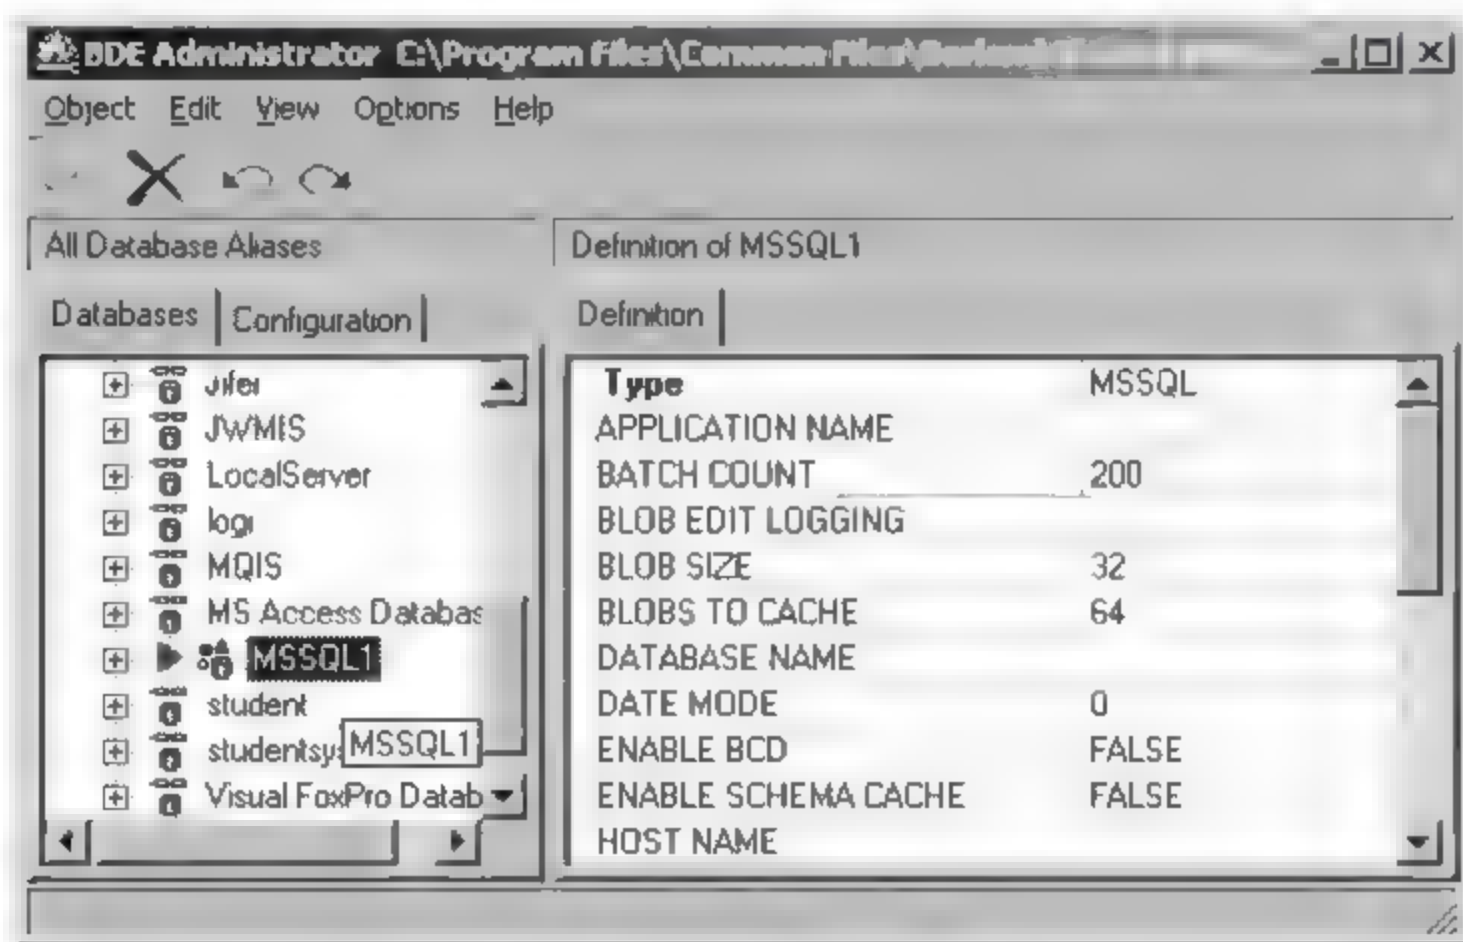 BDE Administrator C:\Program Files\Common Files\
Object Edit View Options Help
All Database Aliases
Definition of MSSQL1
Databases Configuration
Definition
JWMIS
LocalServer
MQIS
MS Access Databas
MSSQL1
student
studentsy
MSSQL1
Visual FoxPro Datab
Type MSSQL
APPLICATION NAME
BATCH COUNT 200
BLOB EDIT LOGGING
BLOB SIZE 32
BLOBS TO CACHE 64
DATABASE NAME
DATE MODE 0
ENABLE BCD FALSE
ENABLE SCHEMA CACHE FALSE
HOST NAME